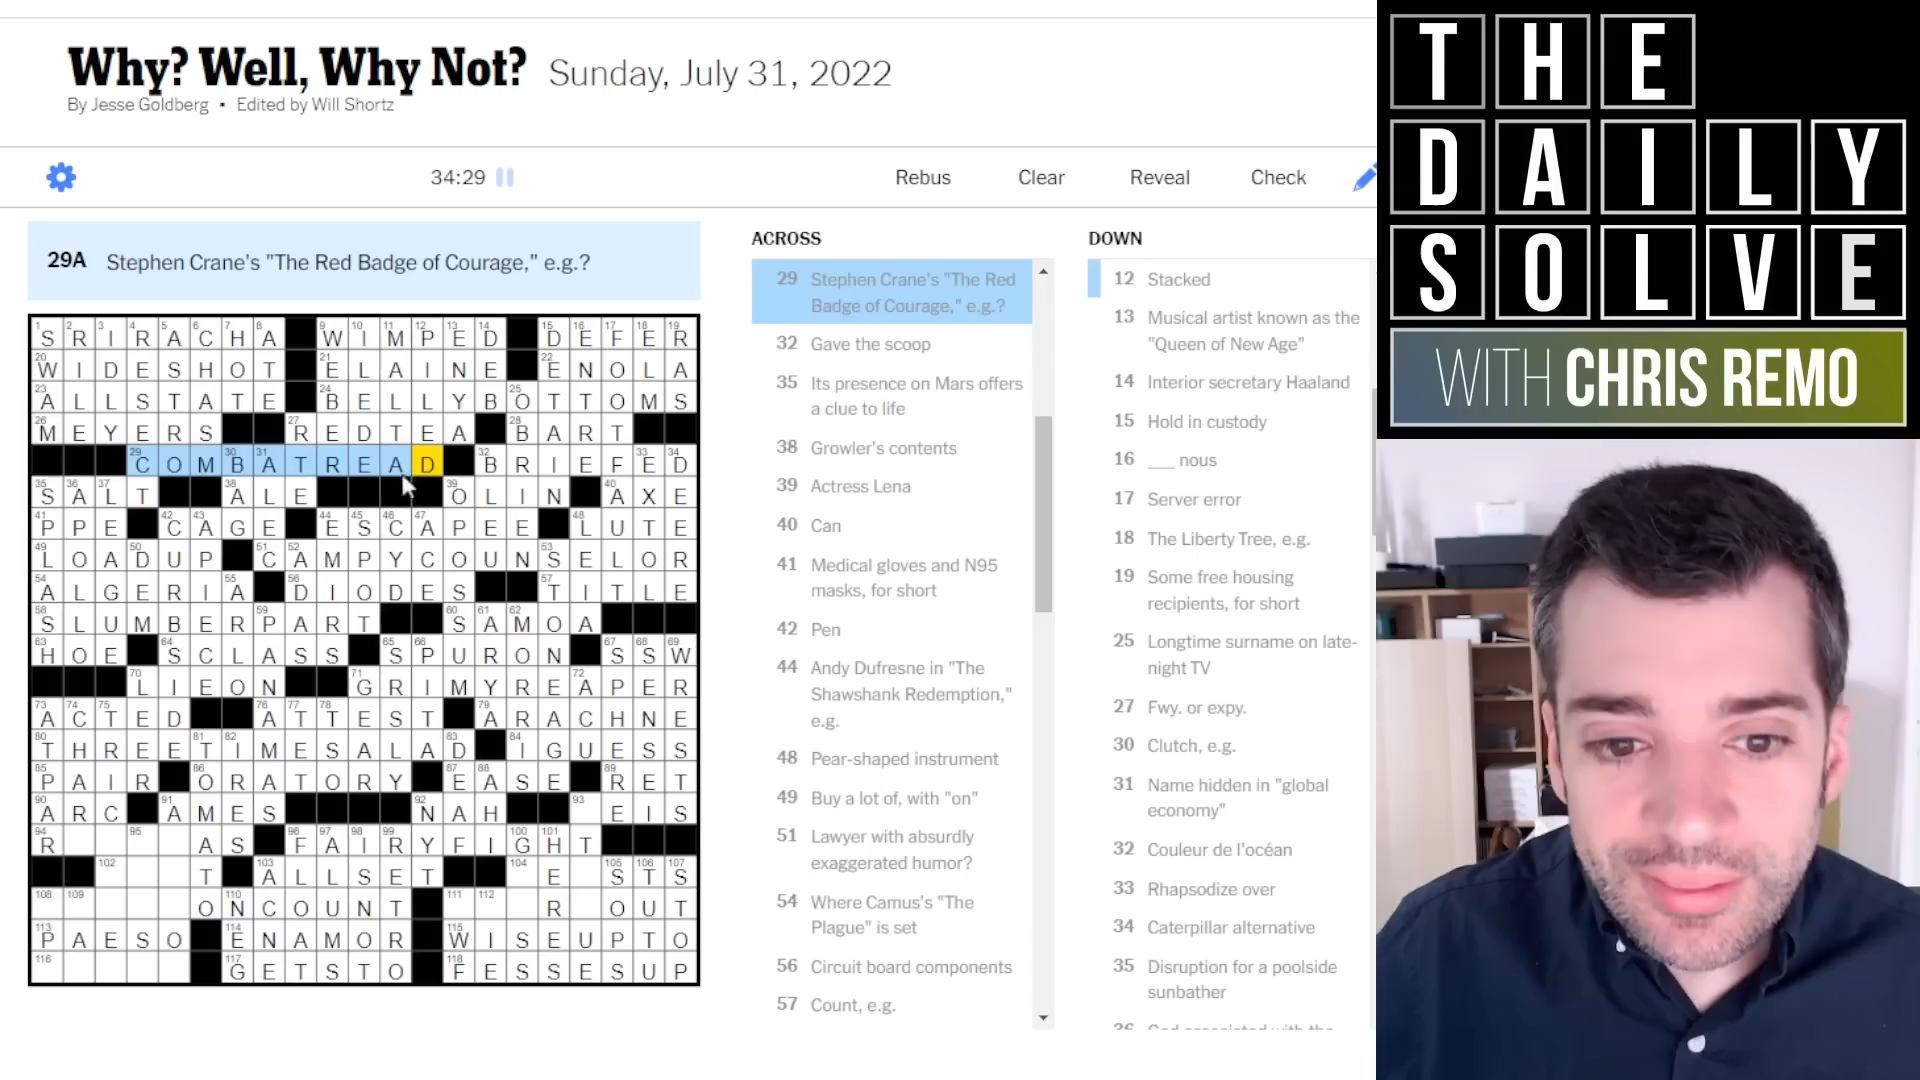 Why? Well, Why Not? Sunday, July 31, 2022
By Jesse Goldberg • Edited by Will Shortz
34:29
Rebus Clear Reveal Check
29A Stephen Crane's "The Red Badge of Courage," e.g.?
S R I R A C H A W I M P E D D E F E R
W I D E S H O T E L A I N E E N O L A
A L L S T A T E B E L L Y B O T T O M S
M E Y E R S R E D T E A B A R T
C O M B A T R E A D B R I E F E D
S A L T A L E O L I N A X E
P P E C A G E E S C A P E E L U T E
L O A D U P C A M P Y C O U N S E L O R
A L G E R I A D I O D E S T I T L E
S L U M B E R P A R T S A M O A
H O E S C L A S S S P U R O N S S W
L I E O N G R I M Y R E A P E R
A C T E D A T T E S T A R A C H N E
T H R E E T I M E S A L A D I G U E S S
P A I R O R A T O R Y E A S E R E T
A R C A M E S N A H E I S
R A S F A I R Y F I G H T
T A L L S E T E S T S
O N C O U N T R O U T
P A E S O E N A M O R W I S E U P T O
G E T S T O F E S S E S U P
ACROSS
29 Stephen Crane's "The Red
Badge of Courage," e.g.?
32 Gave the scoop
35 Its presence on Mars offers
a clue to life
38 Growler's contents
39 Actress Lena
40 Can
41 Medical gloves and N95
masks, for short
42 Pen
44 Andy Dufresne in "The
Shawshank Redemption,"
e.g.
48 Pear-shaped instrument
49 Buy a lot of, with "on"
51 Lawyer with absurdly
exaggerated humor?
54 Where Camus's "The
Plague" is set
56 Circuit board components
57 Count, e.g.
DOWN
12 Stacked
13 Musical artist known as the
"Queen of New Age"
14 Interior secretary Haaland
15 Hold in custody
16 ___ nous
17 Server error
18 The Liberty Tree, e.g.
19 Some free housing
recipients, for short
25 Longtime surname on late-
night TV
27 Fwy. or expy.
30 Clutch, e.g.
31 Name hidden in "global
economy"
32 Couleur de l'océan
33 Rhapsodize over
34 Caterpillar alternative
35 Disruption for a poolside
sunbather
THE
DAILY
SOLVE
WITH CHRIS REMO